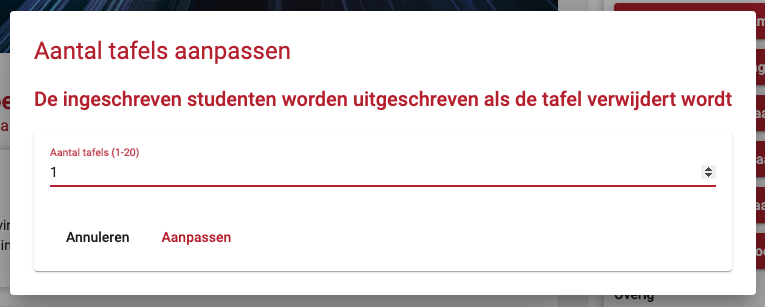 Aantal tafels aanpassen
De ingeschreven studenten worden uitgeschreven als de tafel verwijdert wordt
Aantal tafels (1-20)
1
Annuleren
Aanpassen
Overig